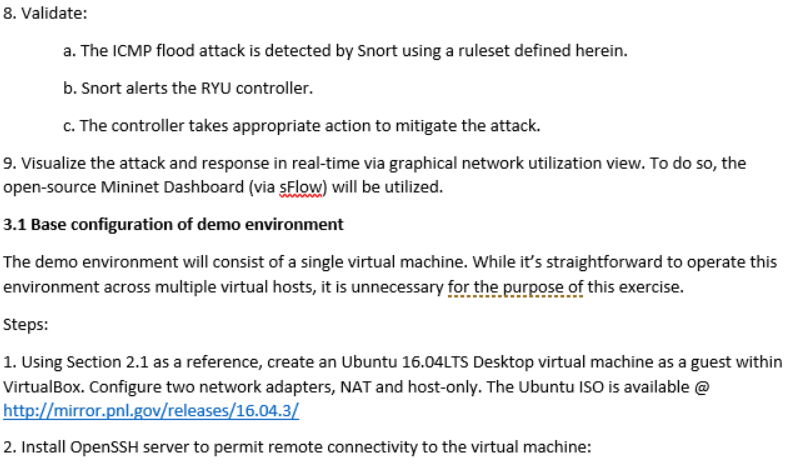 8. Validate:
a. The ICMP flood attack is detected by Snort using a ruleset defined herein.
b. Snort alerts the RYU controller.
c. The controller takes appropriate action to mitigate the attack.
9. Visualize the attack and response in real-time via graphical network utilization view. To do so, the
open-source Mininet Dashboard (via sFlow) will be utilized.
3.1 Base configuration of demo environment
The demo environment will consist of a single virtual machine. While it's straightforward to operate this
environment across multiple virtual hosts, it is unnecessary for the purpose of this exercise.
Steps:
1. Using Section 2.1 as a reference, create an Ubuntu 16.04LTS Desktop virtual machine as a guest within
VirtualBox. Configure two network adapters, NAT and host-only. The Ubuntu ISO is available @
http://mirror.pnl.gov/releases/16.04.3/
2. Install OpenSSH server to permit remote connectivity to the virtual machine: